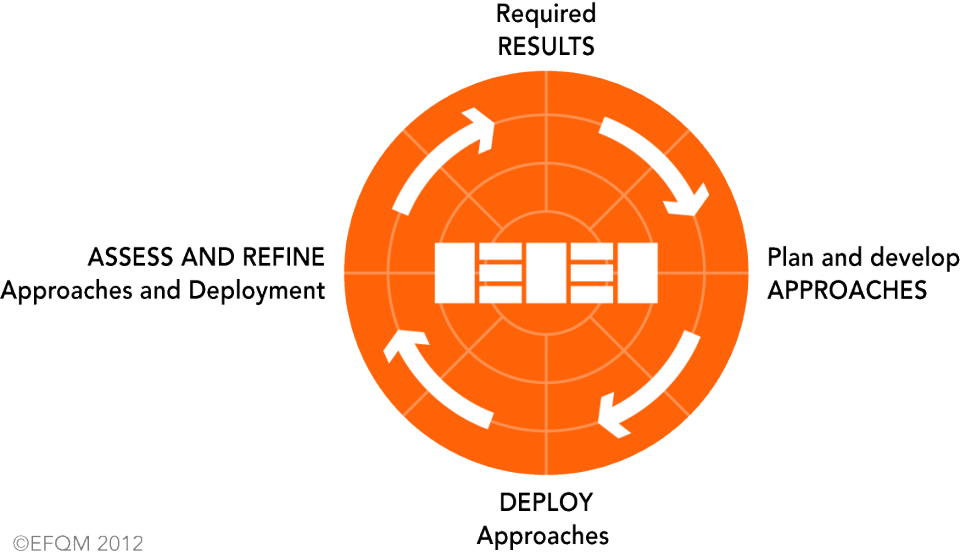 Required
RESULTS
ASSESS AND REFINE
Approaches and Deployment
Plan and develop
APPROACHES
DEPLOY
Approaches
©EFQM 2012